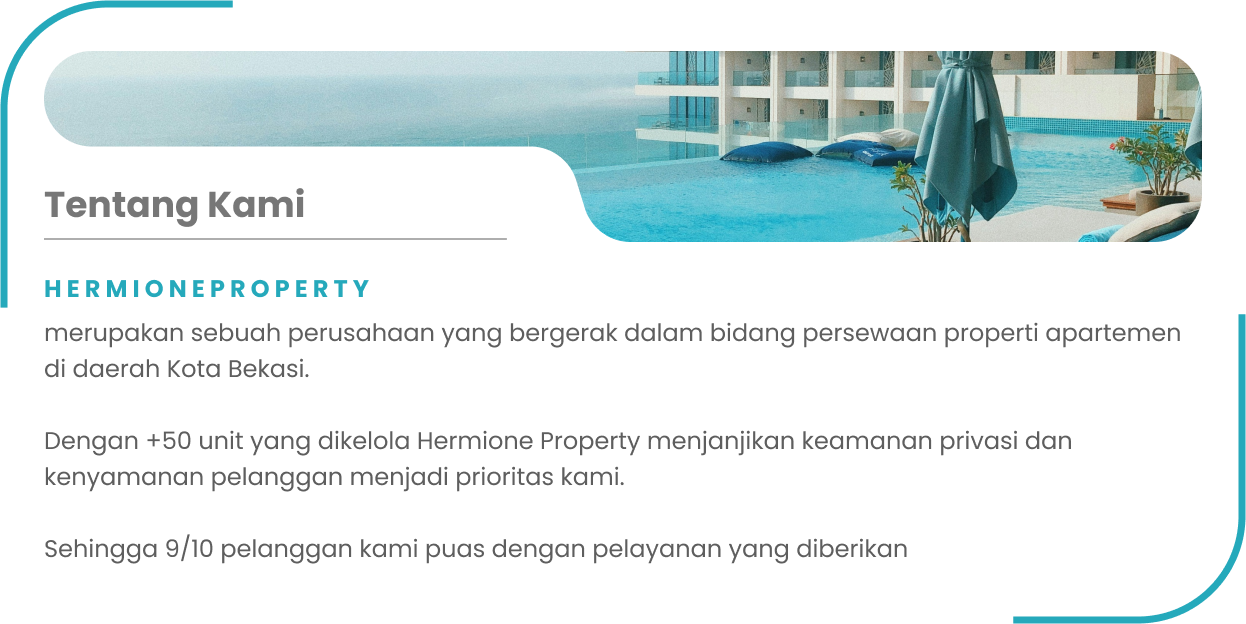 Tentang Kami
HERMIONEPROPERTY
merupakan sebuah perusahaan yang bergerak dalam bidang persewaan properti apartemen
di daerah Kota Bekasi.
Dengan +50 unit yang dikelola Hermione Property menjanjikan keamanan privasi dan
kenyamanan pelanggan menjadi prioritas kami.
Sehingga 9/10 pelanggan kami puas dengan pelayanan yang diberikan